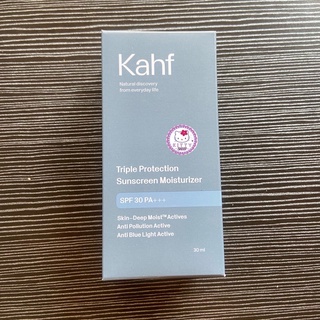 Kahf
Natural discovery
from everyday life
Triple Protection
Sunscreen Moisturizer
SPF 30 PA+++
Skin-Deep Moist™ Actives
Anti Pollution Active
Anti Blue Light Active
30 ml